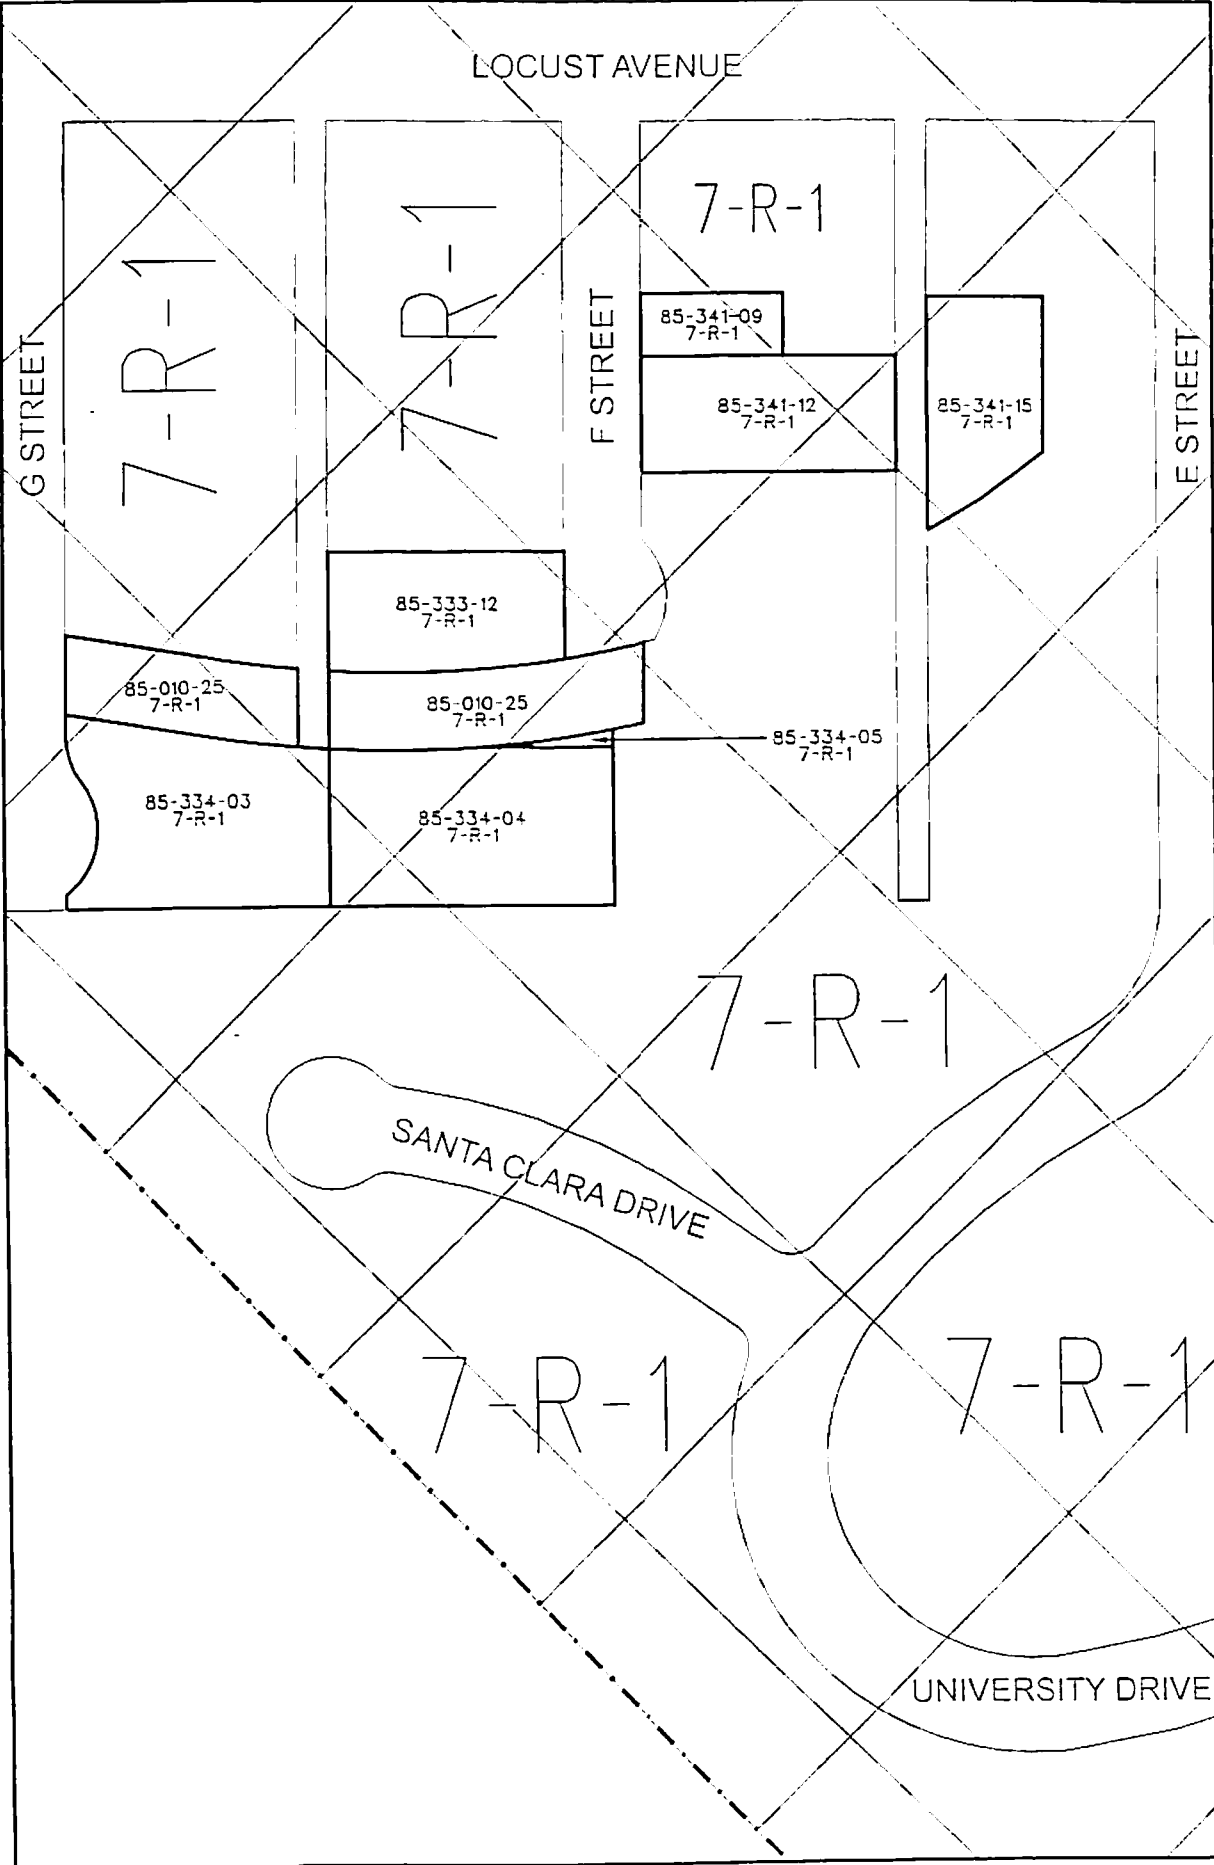 LOCUST AVENUE
7-R-1
7-R-1
7-R-1
G STREET
F STREET
E STREET
85-341-09
7-R-1
85-341-12
7-R-1
85-341-15
7-R-1
85-333-12
7-R-1
85-010-25
7-R-1
85-010-25
7-R-1
85-334-05
7-R-1
85-334-03
7-R-1
85-334-04
7-R-1
7-R-1
SANTA CLARA DRIVE
7-R-1
7-R-1
UNIVERSITY DRIVE